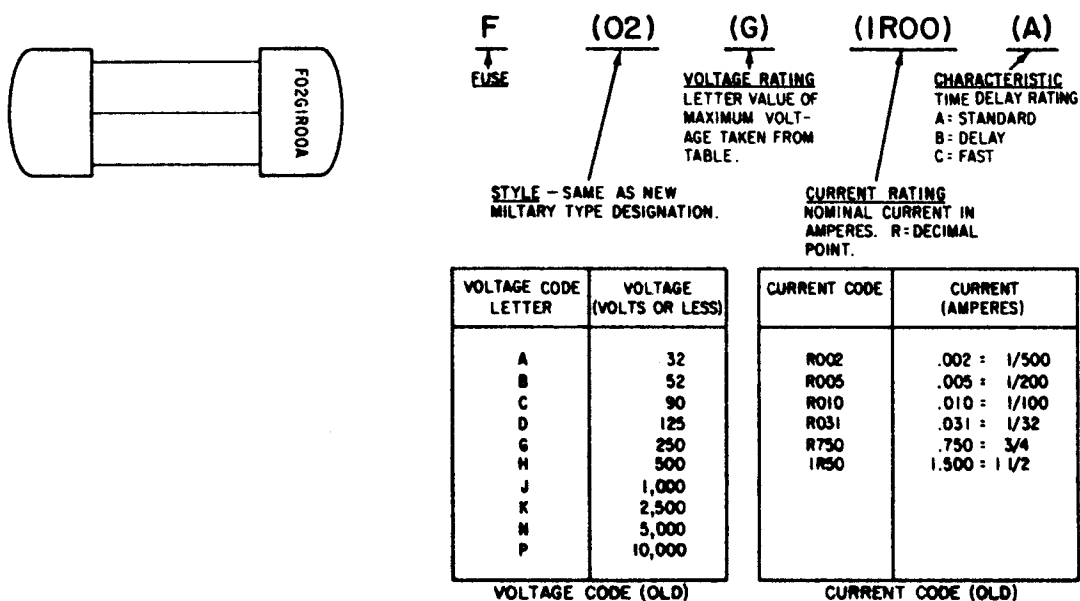 FO2GIROOA
F (O2) (G) (IROO) (A)
FUSE
VOLTAGE RATING
LETTER VALUE OF
MAXIMUM VOLT-
AGE TAKEN FROM
TABLE.
CHARACTERISTIC
TIME DELAY RATING
A = STANDARD
B = DELAY
C = FAST
STYLE – SAME AS NEW
MILTARY TYPE DESIGNATION.
CURRENT RATING
NOMINAL CURRENT IN
AMPERES. R = DECIMAL
POINT.
VOLTAGE CODE LETTER VOLTAGE (VOLTS OR LESS)
A 32
B 52
C 90
D 125
G 250
H 500
J 1,000
K 2,500
N 5,000
P 10,000
VOLTAGE CODE (OLD)
CURRENT CODE CURRENT (AMPERES)
R002 .002 = 1/500
R005 .005 = 1/200
R010 .010 = 1/100
R031 .031 = 1/32
R750 .750 = 3/4
1R50 1.500 = 1 1/2
CURRENT CODE (OLD)